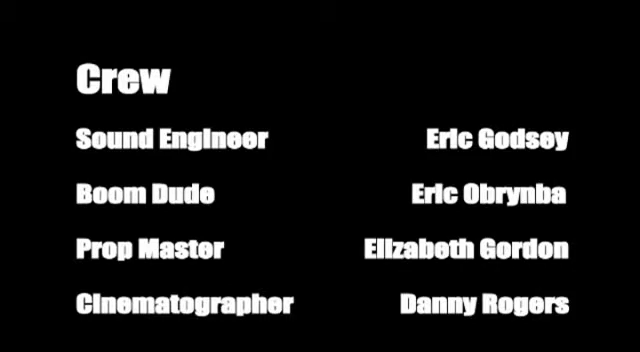 Crew
Sound Engineer Eric Godsey
Boom Dude Eric Obrynba
Prop Master Elizabeth Gordon
Cinematographer Danny Rogers